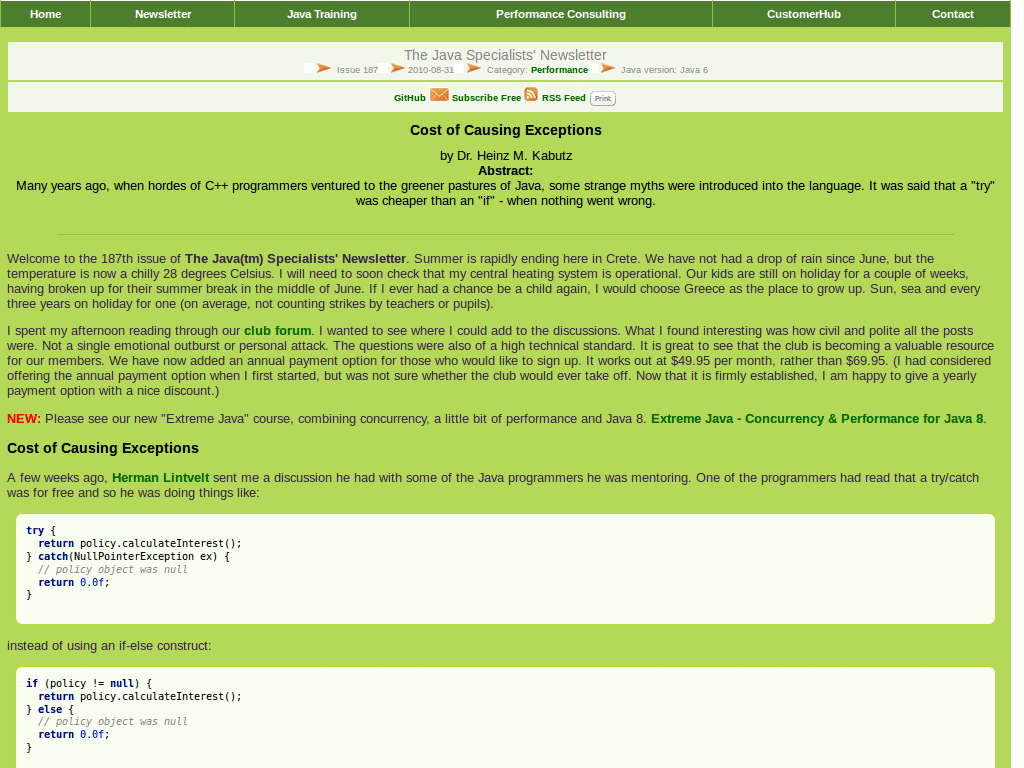 Home Newsletter Java Training Performance Consulting CustomerHub Contact
The Java Specialists' Newsletter
Issue 187 2010-08-31 Category: Performance Java version: Java 6
GitHub Subscribe Free RSS Feed Print
Cost of Causing Exceptions
by Dr. Heinz M. Kabutz
Abstract:
Many years ago, when hordes of C++ programmers ventured to the greener pastures of Java, some strange myths were introduced into the language. It was said that a "try"
was cheaper than an "if" - when nothing went wrong.
Welcome to the 187th issue of The Java(tm) Specialists' Newsletter. Summer is rapidly ending here in Crete. We have not had a drop of rain since June, but the
temperature is now a chilly 28 degrees Celsius. I will need to soon check that my central heating system is operational. Our kids are still on holiday for a couple of weeks,
having broken up for their summer break in the middle of June. If I ever had a chance be a child again, I would choose Greece as the place to grow up. Sun, sea and every
three years on holiday for one (on average, not counting strikes by teachers or pupils).
I spent my afternoon reading through our club forum. I wanted to see where I could add to the discussions. What I found interesting was how civil and polite all the posts
were. Not a single emotional outburst or personal attack. The questions were also of a high technical standard. It is great to see that the club is becoming a valuable resource
for our members. We have now added an annual payment option for those who would like to sign up. It works out at $49.95 per month, rather than $69.95. (I had considered
offering the annual payment option when I first started, but was not sure whether the club would ever take off. Now that it is firmly established, I am happy to give a yearly
payment option with a nice discount.)
NEW: Please see our new "Extreme Java" course, combining concurrency, a little bit of performance and Java 8. Extreme Java - Concurrency & Performance for Java 8.
Cost of Causing Exceptions
A few weeks ago, Herman Lintvelt sent me a discussion he had with some of the Java programmers he was mentoring. One of the programmers had read that a try/catch
was for free and so he was doing things like:
try {
  return policy.calculateInterest();
} catch(NullPointerException ex) {
  // policy object was null
  return 0.0f;
}
instead of using an if-else construct:
if (policy != null) {
  return policy.calculateInterest();
} else {
  // policy object was null
  return 0.0f;
}